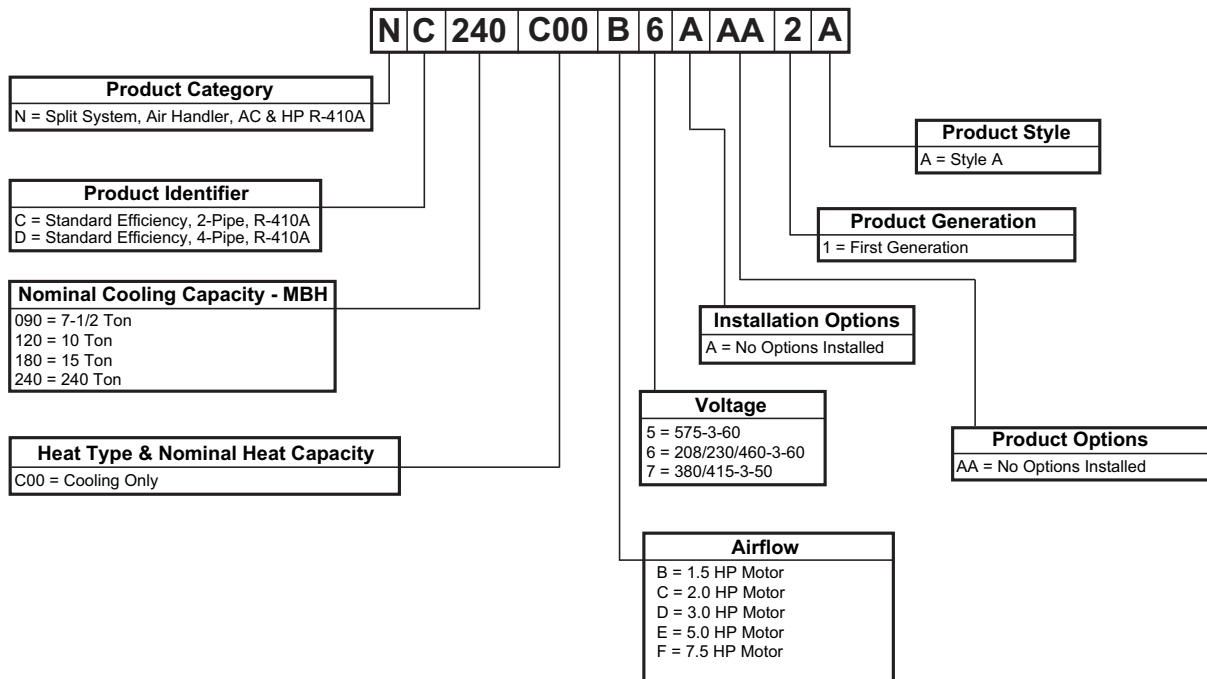 N C 240 C00 B 6 A AA 2 A
Product Category
N = Split System, Air Handler, AC & HP R-410A
Product Identifier
C = Standard Efficiency, 2-Pipe, R-410A
D = Standard Efficiency, 4-Pipe, R-410A
Nominal Cooling Capacity - MBH
090 = 7-1/2 Ton
120 = 10 Ton
180 = 15 Ton
240 = 240 Ton
Heat Type & Nominal Heat Capacity
C00 = Cooling Only
Airflow
B = 1.5 HP Motor
C = 2.0 HP Motor
D = 3.0 HP Motor
E = 5.0 HP Motor
F = 7.5 HP Motor
Voltage
5 = 575-3-60
6 = 208/230/460-3-60
7 = 380/415-3-50
Installation Options
A = No Options Installed
Product Options
AA = No Options Installed
Product Generation
1 = First Generation
Product Style
A = Style A